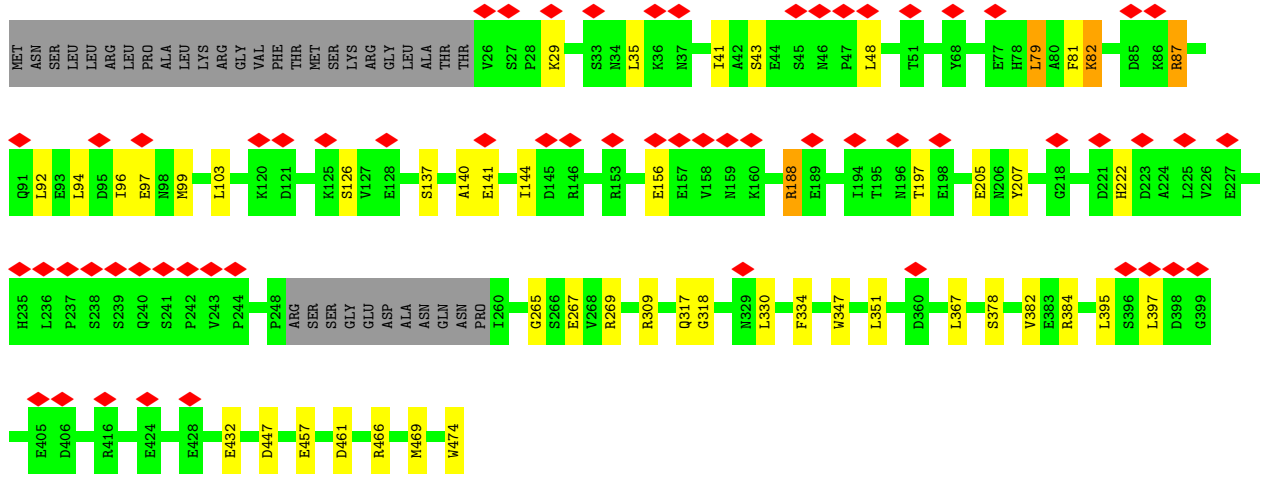 MET ASN SER LEU LEU LEU ARG LEU PRO ALA LEU LYS ARG GLY VAL PHE THR MET SER LYS ARG GLY LEU ALA THR THR V26 S27 P28 K29 S33 N34 L35 K36 N37 I41 A42 S43 E44 S45 N46 P47 L48 T51 Y68 E77 H78 L79 A80 F81 K82 D85 K86 R87
Q91 L92 E93 L94 D95 I96 E97 N98 M99 L103 K120 D121 K125 S126 V127 E128 S137 A140 E141 I144 D145 R146 R153 E156 E157 V158 N159 K160 R188 E189 I194 T195 N196 T197 E198 E205 N206 Y207 G218 D221 H222 D223 A224 L225 V226 E227
H235 L236 P237 S238 S239 Q240 S241 P242 V243 P244 P248 ARG SER SER GLY GLU ASP ALA ASN GLN ASN PRO I260 G265 S266 E267 V268 R269 R309 Q317 G318 N329 L330 F334 W347 L351 D360 L367 S378 V382 E383 R384 L395 S396 L397 D398 G399
E405 D406 R416 E424 E428 E432 D447 E457 D461 R466 M469 W474